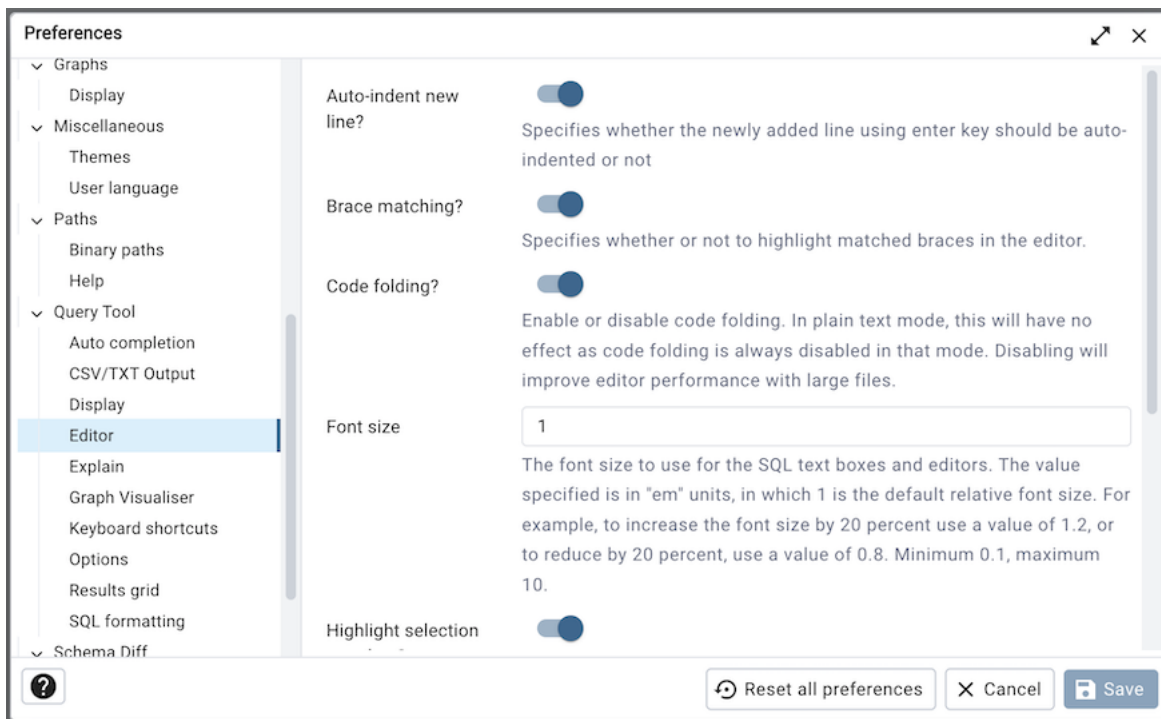 Preferences
Graphs
Display
Miscellaneous
Themes
User language
Paths
Binary paths
Help
Query Tool
Auto completion
CSV/TXT Output
Display
Editor
Explain
Graph Visualiser
Keyboard shortcuts
Options
Results grid
SQL formatting
Schema Diff
Auto-indent new
line?
Specifies whether the newly added line using enter key should be auto-
indented or not
Brace matching?
Specifies whether or not to highlight matched braces in the editor.
Code folding?
Enable or disable code folding. In plain text mode, this will have no
effect as code folding is always disabled in that mode. Disabling will
improve editor performance with large files.
Font size
1
The font size to use for the SQL text boxes and editors. The value
specified is in "em" units, in which 1 is the default relative font size. For
example, to increase the font size by 20 percent use a value of 1.2, or
to reduce by 20 percent, use a value of 0.8. Minimum 0.1, maximum
10.
Highlight selection
?
Reset all preferences
Cancel
Save